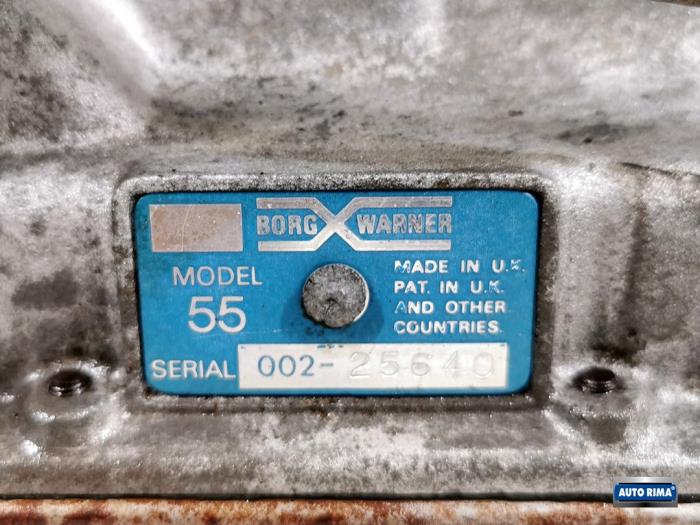 BORG WARNER
MODEL
55
MADE IN U.K.
PAT. IN U.K.
AND OTHER
COUNTRIES.
SERIAL 002-25640
AUTO RIMA